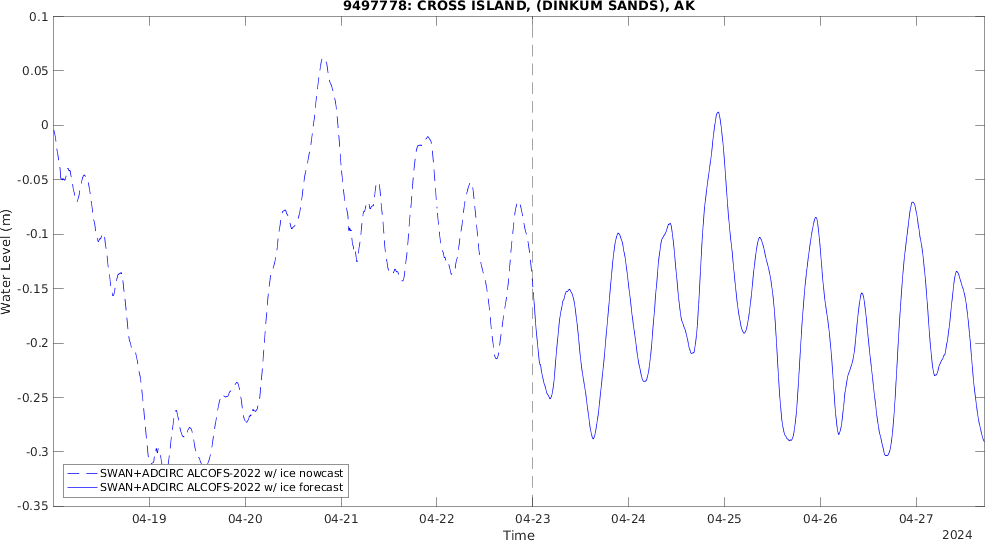 9497778: CROSS ISLAND, (DINKUM SANDS), AK
0.1
0.05
0
-0.05
-0.1
-0.15
-0.2
-0.25
-0.3
-0.35
Water Level (m)
SWAN+ADCIRC ALCOFS-2022 w/ ice nowcast
SWAN+ADCIRC ALCOFS-2022 w/ ice forecast
04-19 04-20 04-21 04-22 04-23 04-24 04-25 04-26 04-27
Time
2024